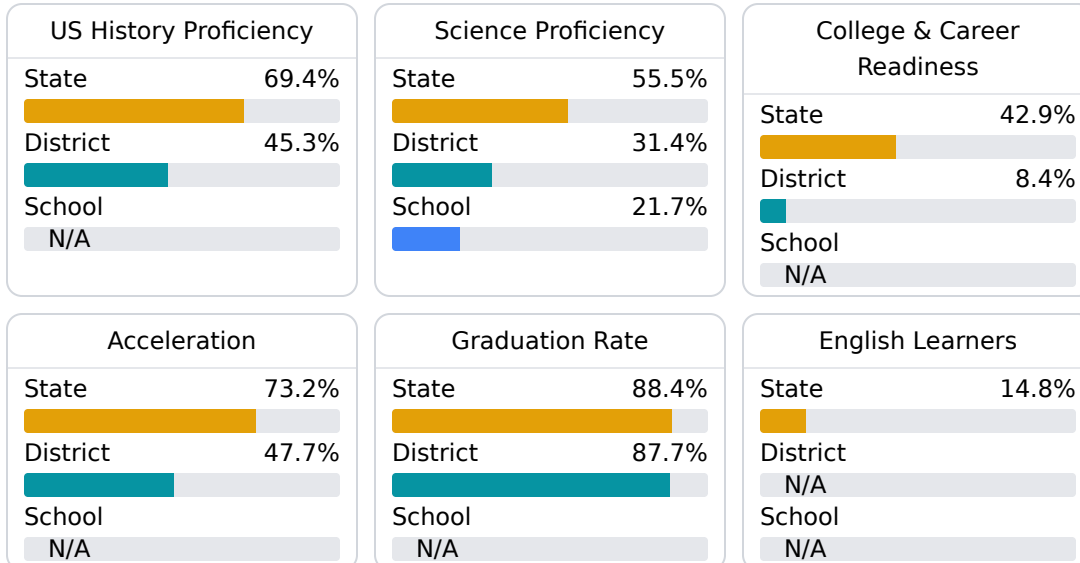 US History Proficiency
State 69.4%
District 45.3%
School
N/A
Science Proficiency
State 55.5%
District 31.4%
School 21.7%
College & Career
Readiness
State 42.9%
District 8.4%
School
N/A
Acceleration
State 73.2%
District 47.7%
School
N/A
Graduation Rate
State 88.4%
District 87.7%
School
N/A
English Learners
State 14.8%
District
N/A
School
N/A